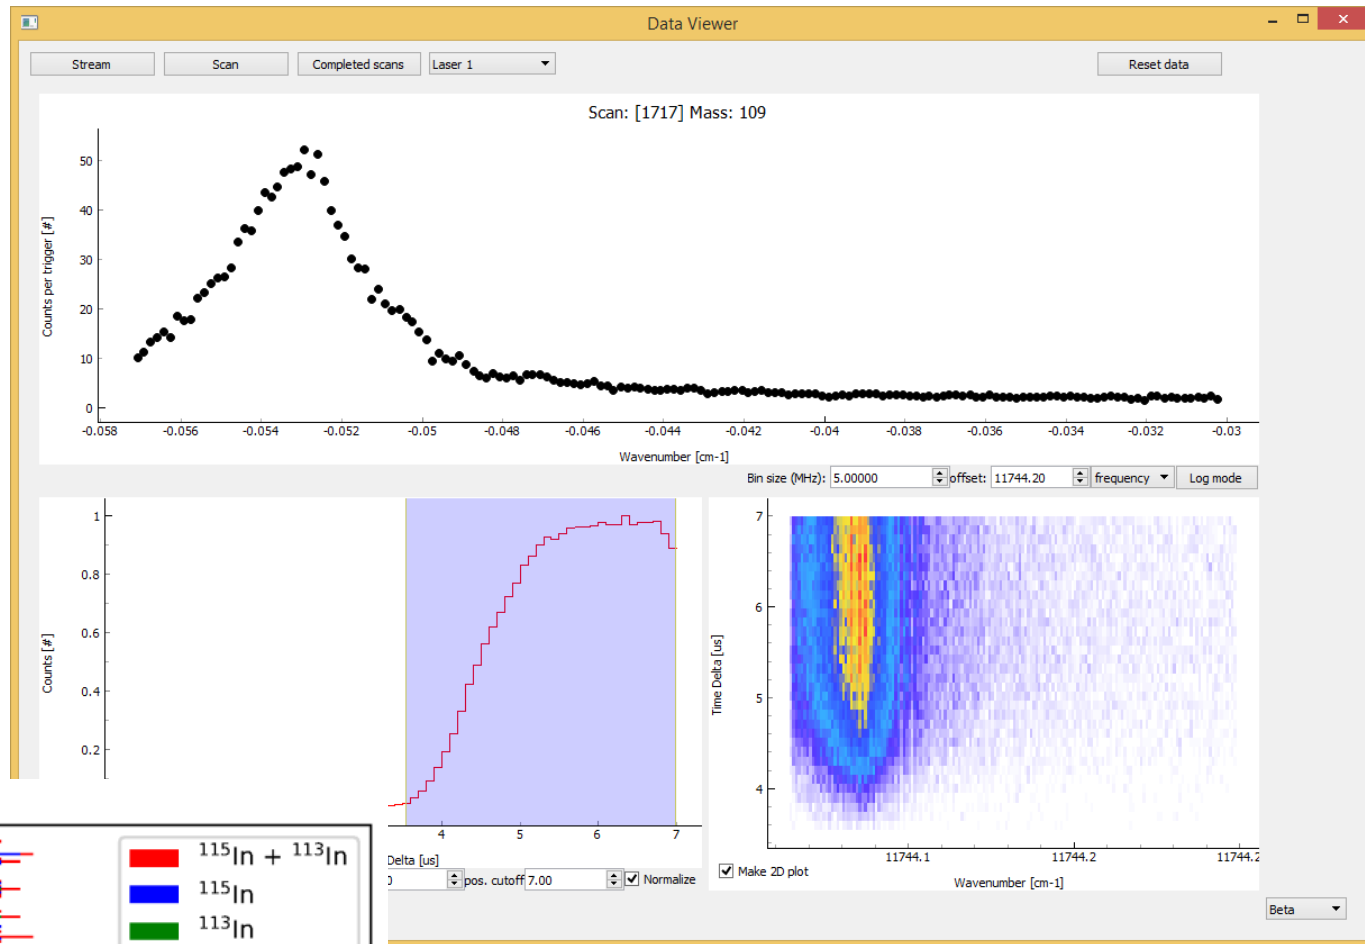 Data Viewer
Stream Scan Completed scans Laser 1 Reset data
Scan: [1717] Mass: 109
Counts per trigger [#]
50
40
30
20
10
0
-0.058 -0.056 -0.054 -0.052 -0.05 -0.048 -0.046 -0.044 -0.042 -0.04 -0.038 -0.036 -0.034 -0.032 -0.03
Wavenumber [cm-1]
Bin size (MHz): 5.00000 offset: 11744.20 frequency Log mode
Counts [#]
1
0.8
0.6
0.4
0.2
4 5 6 7
Delta [us]
0 pos. cutoff 7.00 Normalize
Time Delta [us]
7
6
5
4
11744.1 11744.2 11744.2
Make 2D plot
Wavenumber [cm-1]
Beta
¹¹⁵In + ¹¹³In
¹¹⁵In
¹¹³In